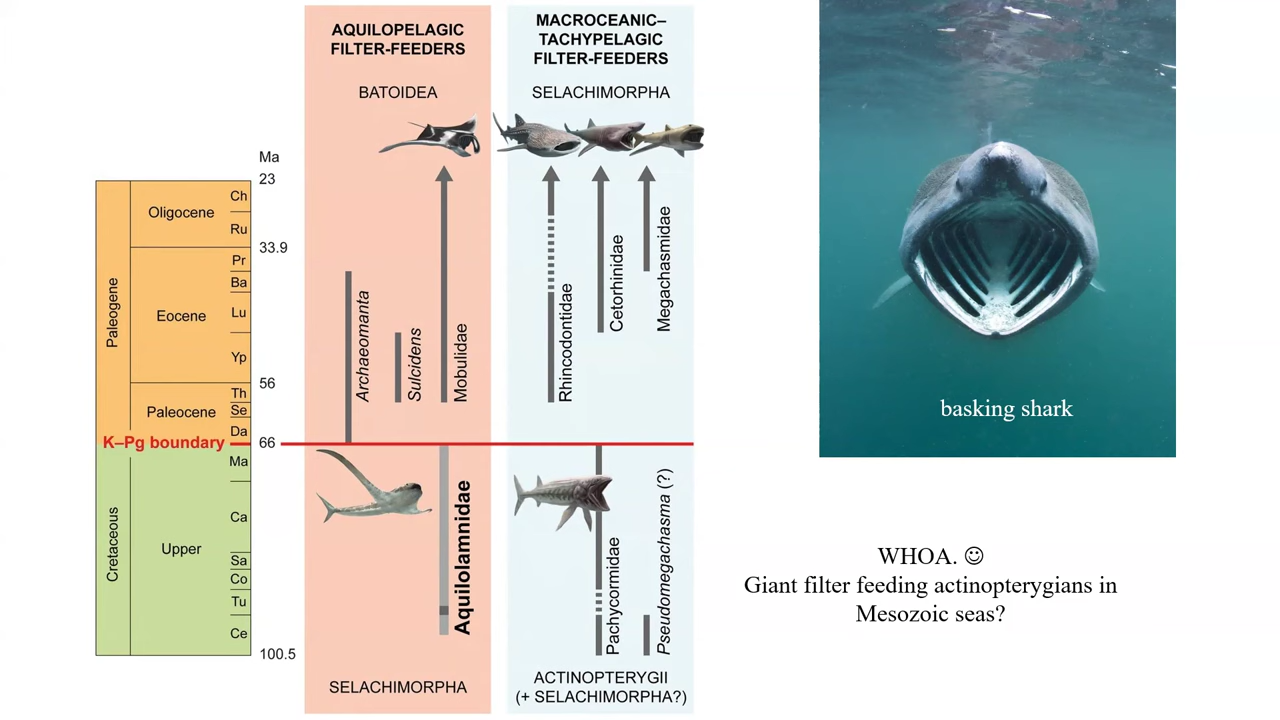 AQUILOPELAGIC
FILTER-FEEDERS
BATOIDEA
MACROCEANIC–
TACHYPELAGIC
FILTER-FEEDERS
SELACHIMORPHA
Ma
23
33.9
56
66
100.5
Paleogene
Oligocene
Eocene
Paleocene
Ch
Ru
Pr
Ba
Lu
Yp
Th
Se
Da
K–Pg boundary
Cretaceous
Upper
Ma
Ca
Sa
Co
Tu
Ce
Archaeomanta
Sulcidens
Mobulidae
Rhincodontidae
Cetorhinidae
Megachasmidae
Aquilolamnidae
Pachycormidae
Pseudomegachasma (?)
SELACHIMORPHA
ACTINOPTERYGII
(+ SELACHIMORPHA?)
basking shark
WHOA. ☺
Giant filter feeding actinopterygians in
Mesozoic seas?